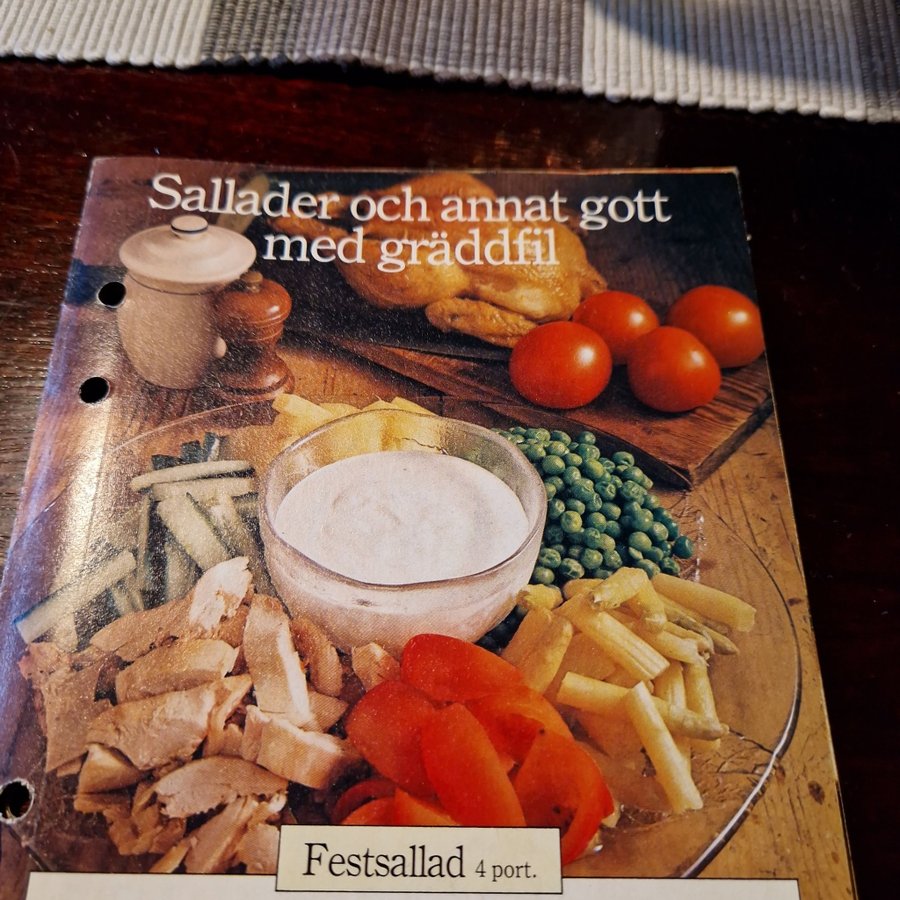 Sallader och annat gott
med gräddfil
Festsallad 4 port.